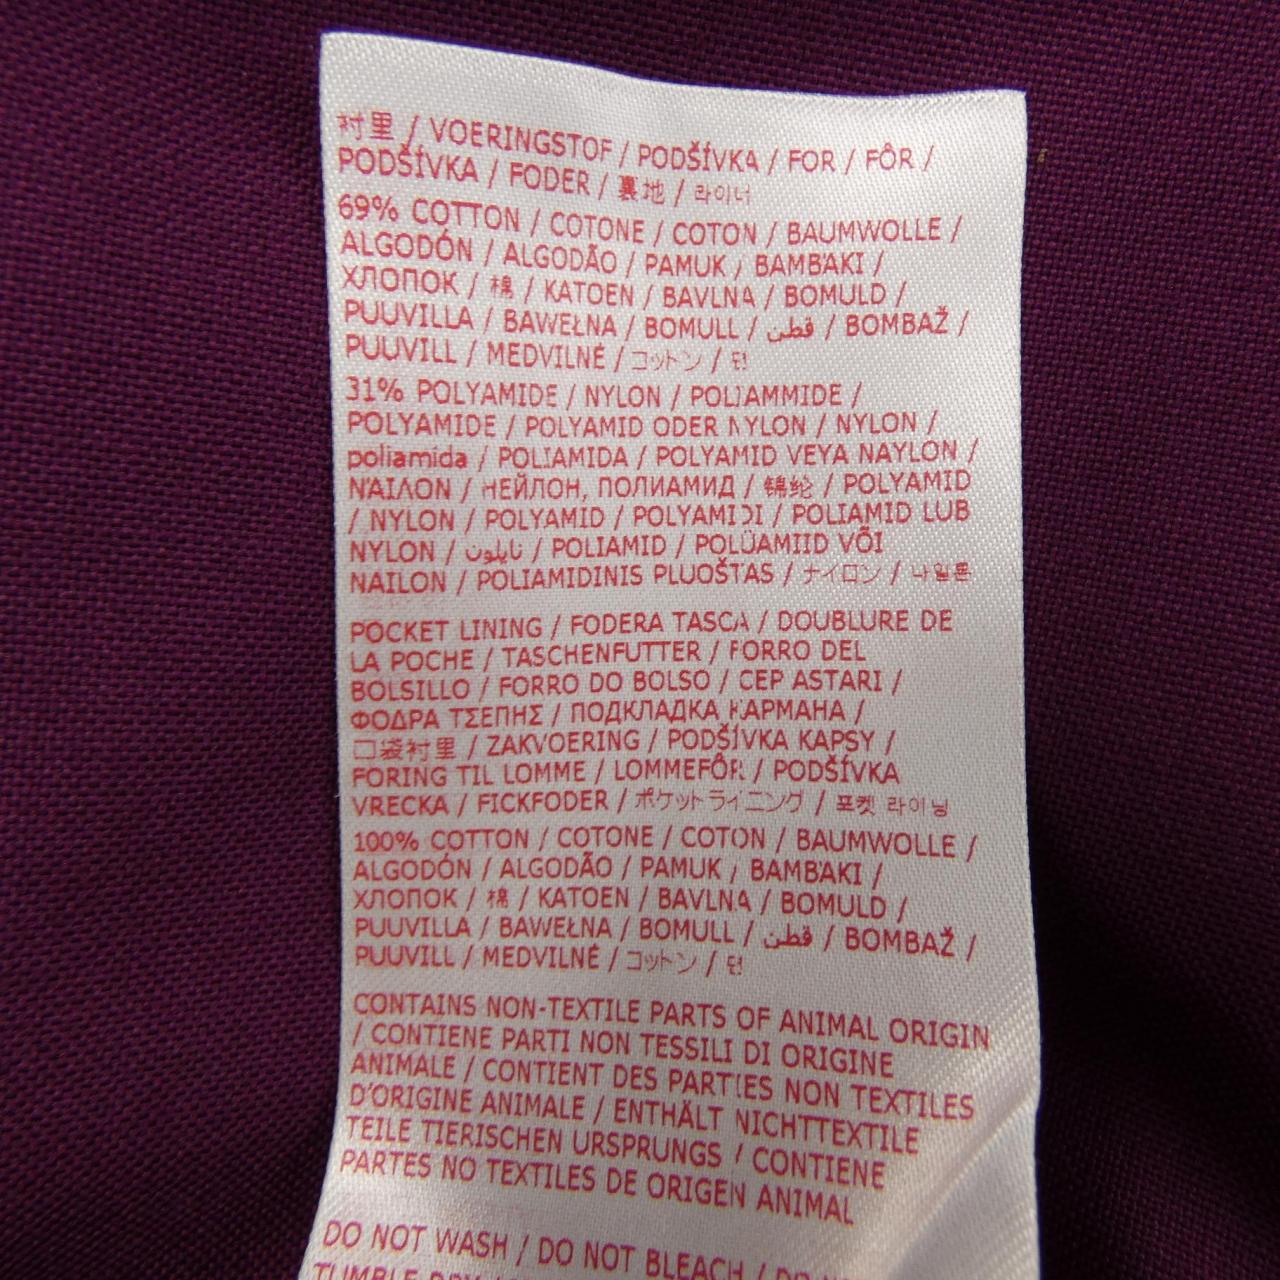 衬里 / VOERINGSTOF / PODŠÍVKA / FOR / FÔR /
PODŠÍVKA / FODER / 裏地 / 라이너
69% COTTON / COTONE / COTON / BAUMWOLLE /
ALGODÓN / ALGODÃO / PAMUK / BAMBAKI /
ХЛОПОК / 棉 / KATOEN / BAVLNA / BOMULD /
PUUVILLA / BAWEŁNA / BOMULL / قطن / BOMBAŽ /
PUUVILL / MEDVILNÉ / コットン / 면
31% POLYAMIDE / NYLON / POLIAMMIDE /
POLYAMIDE / POLYAMID ODER NYLON / NYLON /
poliamida / POLIAMIDA / POLYAMID VEYA NAYLON /
ΝΑΙΛΟΝ / НЕЙЛОН, ПОЛИАМИД / 锦纶 / POLYAMID
/ NYLON / POLYAMID / POLYAMIDI / POLIAMID LUB
NYLON / نايلون / POLIAMID / POLÜAMIID VÕI
NAILON / POLIAMIDINIS PLUOŠTAS / ナイロン / 나일론
POCKET LINING / FODERA TASCA / DOUBLURE DE
LA POCHE / TASCHENFUTTER / FORRO DEL
BOLSILLO / FORRO DO BOLSO / CEP ASTARI /
ΦΟΔΡΑ ΤΣΕΠΗΣ / ПОДКЛАДКА КАРМАНА /
口袋衬里 / ZAKVOERING / PODŠÍVKA KAPSY /
FORING TIL LOMME / LOMMEFÔR / PODŠÍVKA
VRECKA / FICKFODER / ポケットライニング / 포켓 라이닝
100% COTTON / COTONE / COTON / BAUMWOLLE /
ALGODÓN / ALGODÃO / PAMUK / BAMBAKI /
ХЛОПОК / 棉 / KATOEN / BAVLNA / BOMULD /
PUUVILLA / BAWEŁNA / BOMULL / قطن / BOMBAŽ /
PUUVILL / MEDVILNÉ / コットン / 면
CONTAINS NON-TEXTILE PARTS OF ANIMAL ORIGIN
/ CONTIENE PARTI NON TESSILI DI ORIGINE
ANIMALE / CONTIENT DES PARTIES NON TEXTILES
D'ORIGINE ANIMALE / ENTHÄLT NICHTTEXTILE
TEILE TIERISCHEN URSPRUNGS / CONTIENE
PARTES NO TEXTILES DE ORIGEN ANIMAL
DO NOT WASH / DO NOT BLEACH / DO NOT
TUMBLE DRY /